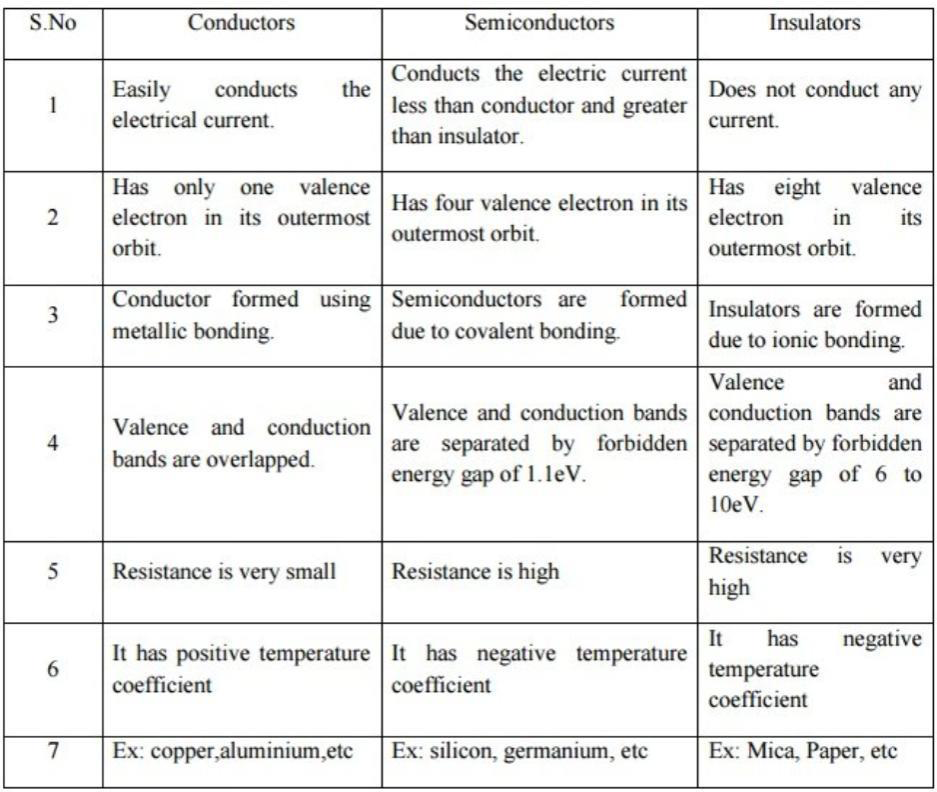 S.No Conductors Semiconductors Insulators
1
Easily conducts the
electrical current.
Conducts the electric current
less than conductor and greater
than insulator.
Does not conduct any
current.
2
Has only one valence
electron in its outermost
orbit.
Has four valence electron in its
outermost orbit.
Has eight valence
electron in its
outermost orbit.
3
Conductor formed using
metallic bonding.
Semiconductors are formed
due to covalent bonding.
Insulators are formed
due to ionic bonding.
4
Valence and conduction
bands are overlapped.
Valence and conduction bands
are separated by forbidden
energy gap of 1.1eV.
Valence and
conduction bands are
separated by forbidden
energy gap of 6 to
10eV.
5
Resistance is very small
Resistance is high
Resistance is very
high
6
It has positive temperature
coefficient
It has negative temperature
coefficient
It has negative
temperature
coefficient
7
Ex: copper,aluminium,etc
Ex: silicon, germanium, etc
Ex: Mica, Paper, etc